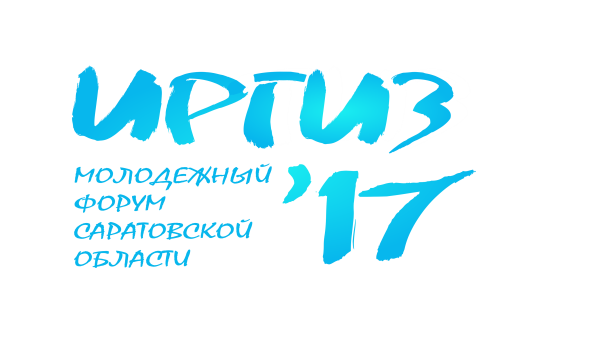 ИРГИЗ
МОЛОДЕЖНЫЙ
ФОРУМ
САРАТОВСКОЙ
ОБЛАСТИ
’17